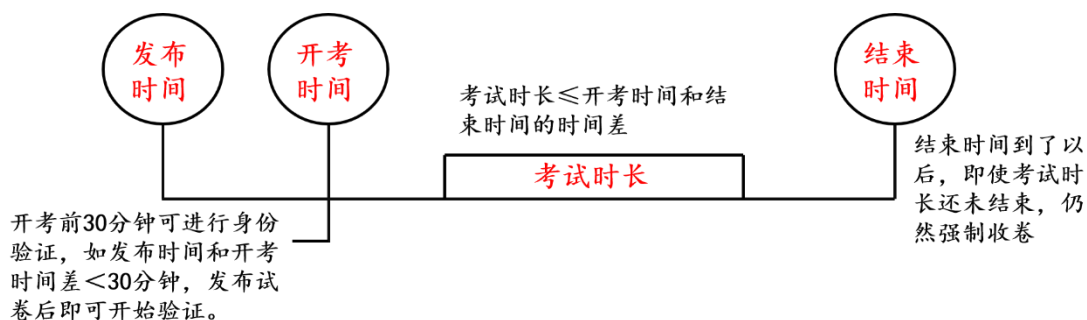 发布
时间
开考
时间
结束
时间
考试时长≤开考时间和结
束时间的时间差
考试时长
结束时间到了以
后，即使考试时
长还未结束，仍
然强制收卷
开考前30分钟可进行身份
验证，如发布时间和开考
时间差＜30分钟，发布试
卷后即可开始验证。